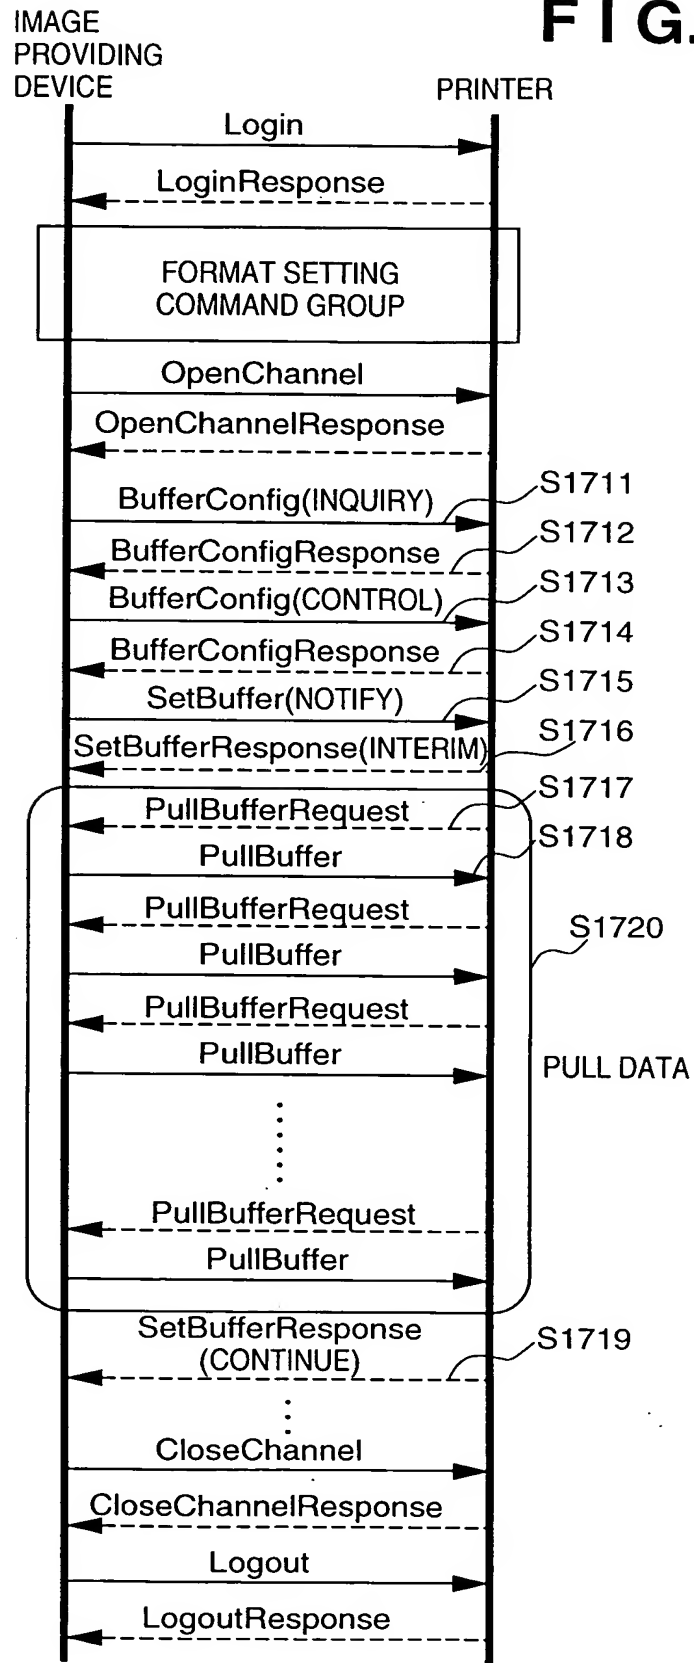 FIG.
IMAGE
PROVIDING
DEVICE
PRINTER
Login
LoginResponse
FORMAT SETTING
COMMAND GROUP
OpenChannel
OpenChannelResponse
BufferConfig(INQUIRY)
S1711
BufferConfigResponse
S1712
BufferConfig(CONTROL)
S1713
BufferConfigResponse
S1714
SetBuffer(NOTIFY)
S1715
SetBufferResponse(INTERIM)
S1716
PullBufferRequest
S1717
PullBuffer
S1718
PullBufferRequest
S1720
PullBuffer
PullBufferRequest
PullBuffer
PULL DATA
PullBufferRequest
PullBuffer
SetBufferResponse
(CONTINUE)
S1719
CloseChannel
CloseChannelResponse
Logout
LogoutResponse